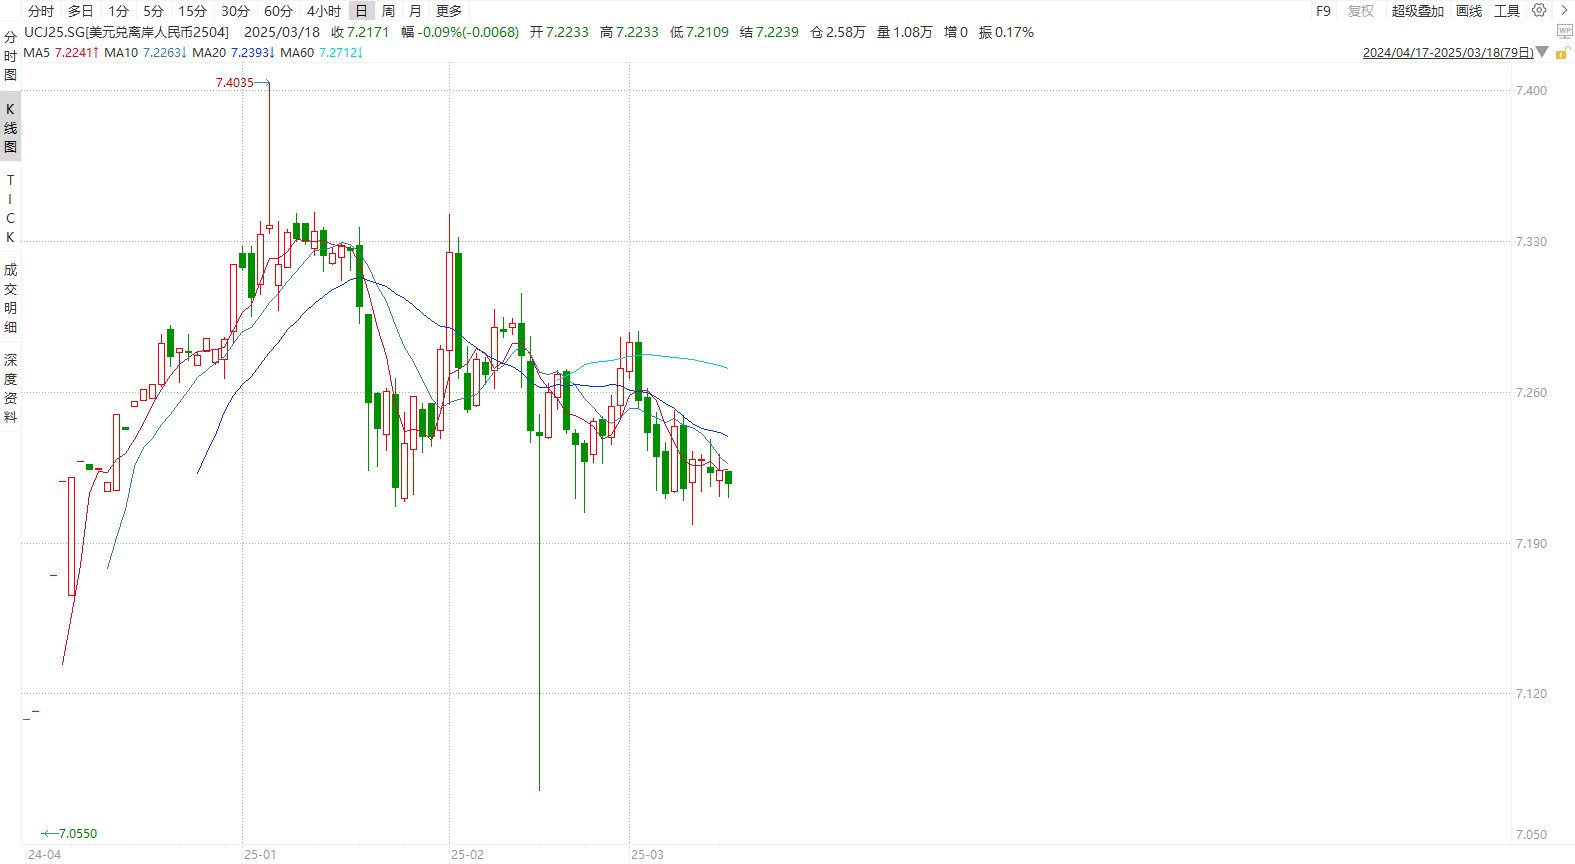 分时 多日 1分 5分 15分 30分 60分 4小时 日 周 月 更多 F9 复权 超级叠加 画线 工具
UCJ25.SG[美元兑离岸人民币2504] 2025/03/18 收7.2171 幅-0.09%(-0.0068) 开7.2233 高7.2233 低7.2109 结7.2239 仓2.58万 量1.08万 增0 振0.17%
WP
MA5 7.2241↑ MA10 7.2263↓ MA20 7.2393↓ MA60 7.2712↓
2024/04/17-2025/03/18(79日)
分时图
K线图
TICK
成交明细
深度资料
7.4035
7.400
7.330
7.260
7.190
7.120
7.0550
7.050
24-04 25-01 25-02 25-03